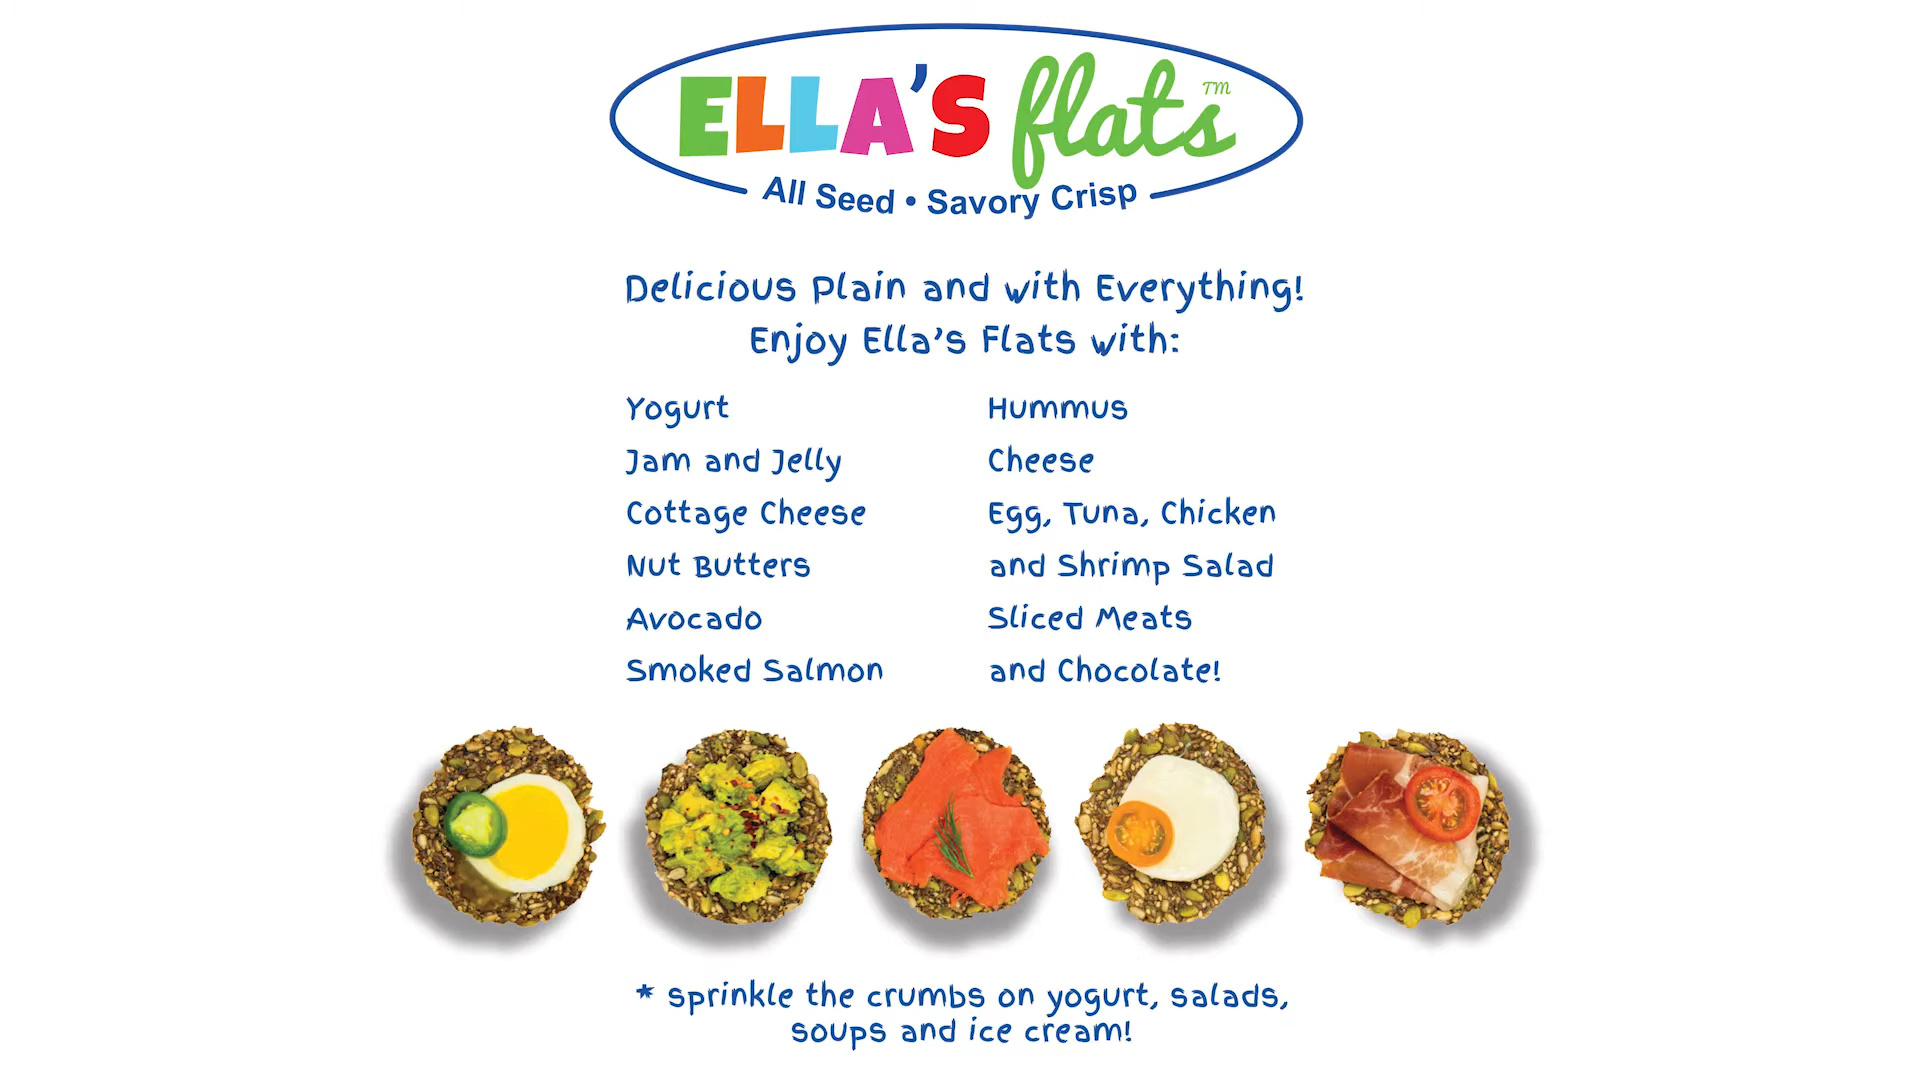 ELLA'S flats™
All Seed • Savory Crisp
Delicious Plain and with Everything!
Enjoy Ella's Flats with:
Yogurt
Jam and Jelly
Cottage Cheese
Nut Butters
Avocado
Smoked Salmon
Hummus
Cheese
Egg, Tuna, Chicken
and Shrimp Salad
Sliced Meats
and Chocolate!
* sprinkle the crumbs on yogurt, salads,
soups and ice cream!